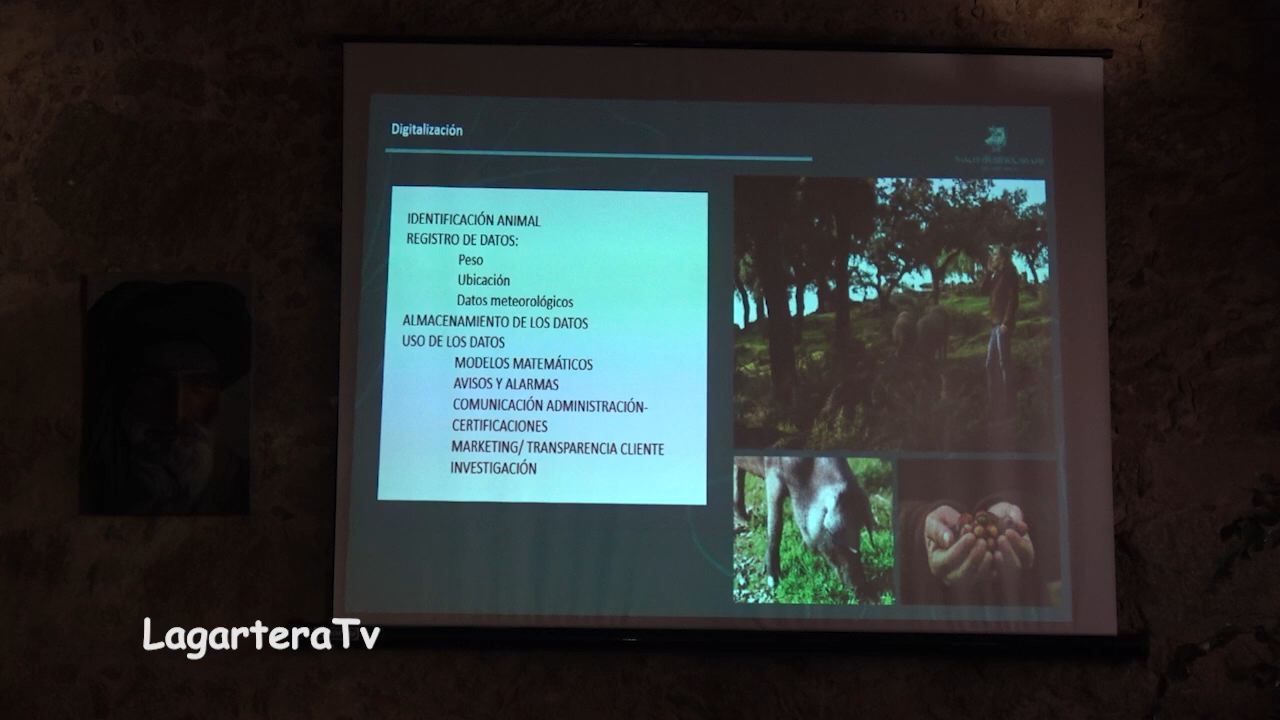 Digitalización
IDENTIFICACIÓN ANIMAL
REGISTRO DE DATOS:
Peso
Ubicación
Datos meteorológicos
ALMACENAMIENTO DE LOS DATOS
USO DE LOS DATOS
MODELOS MATEMÁTICOS
AVISOS Y ALARMAS
COMUNICACIÓN ADMINISTRACIÓN-
CERTIFICACIONES
MARKETING/ TRANSPARENCIA CLIENTE
INVESTIGACIÓN
LagarteraTv